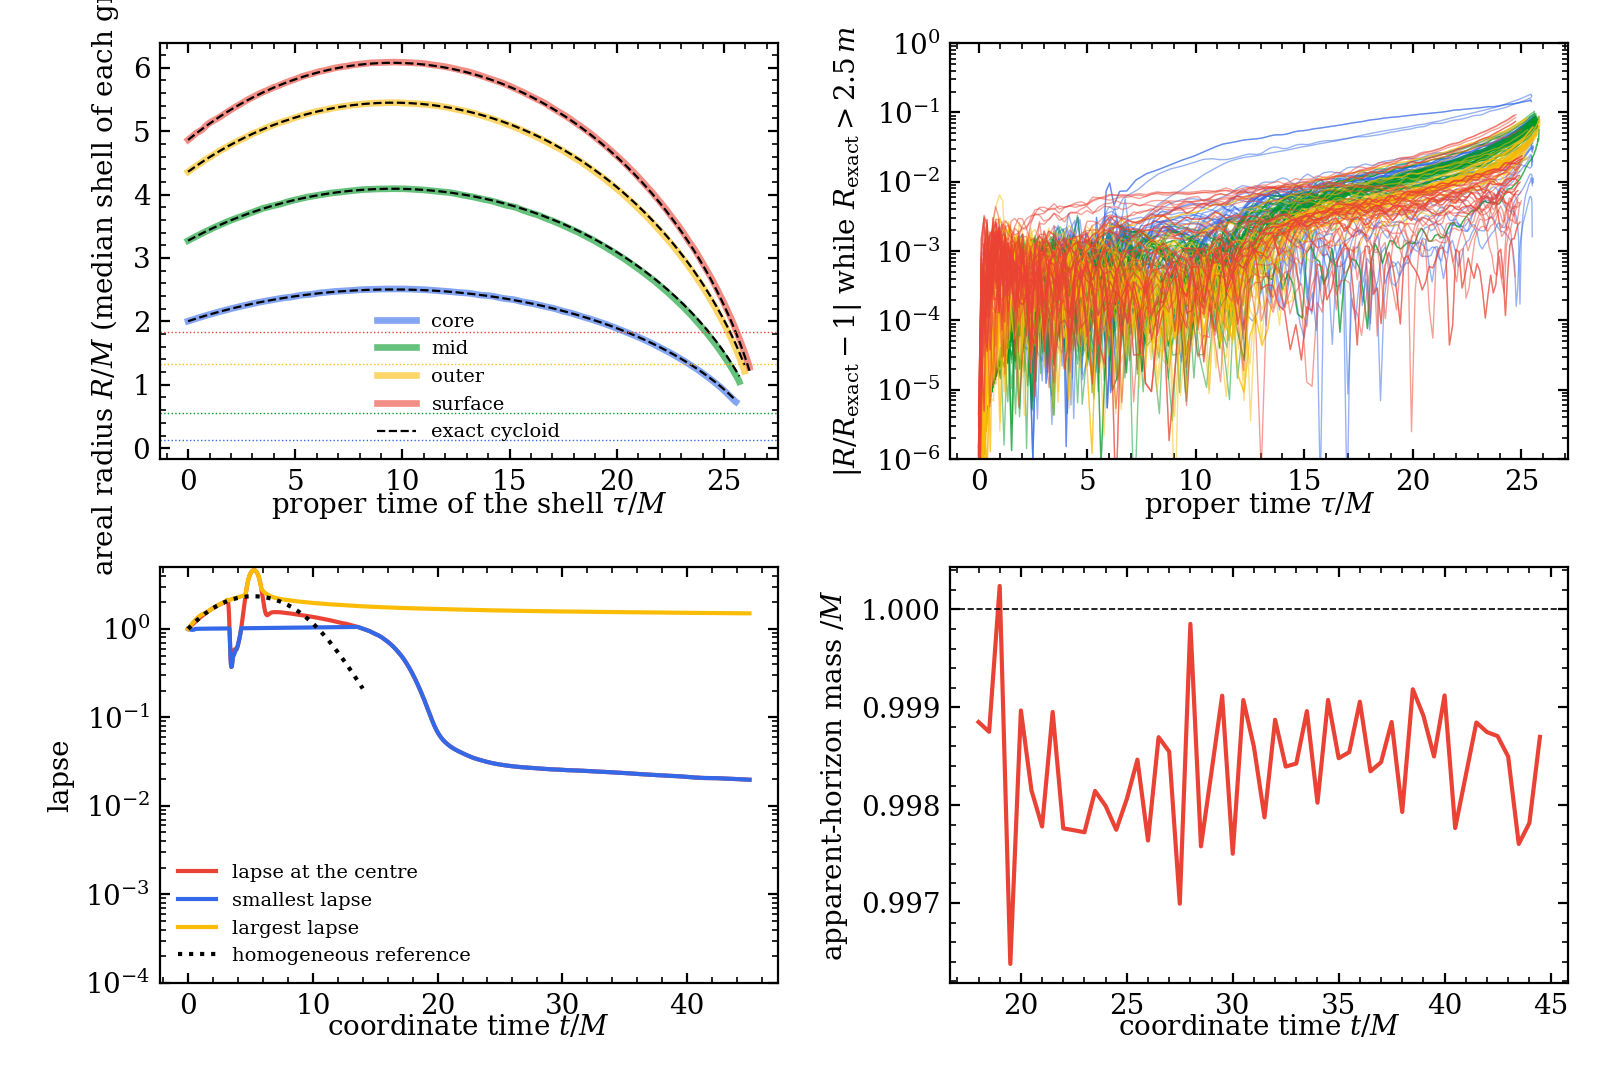 areal radius R/M (median shell of each gr
6
5
4
3
2
1
0
core
mid
outer
surface
exact cycloid
0 5 10 15 20 25
proper time of the shell τ/M
|R/R_exact − 1| while R_exact > 2.5 m
10^0
10^−1
10^−2
10^−3
10^−4
10^−5
10^−6
0 5 10 15 20 25
proper time τ/M
lapse
10^0
10^−1
10^−2
10^−3
10^−4
lapse at the centre
smallest lapse
largest lapse
homogeneous reference
0 10 20 30 40
coordinate time t/M
apparent-horizon mass /M
1.000
0.999
0.998
0.997
20 25 30 35 40 45
coordinate time t/M